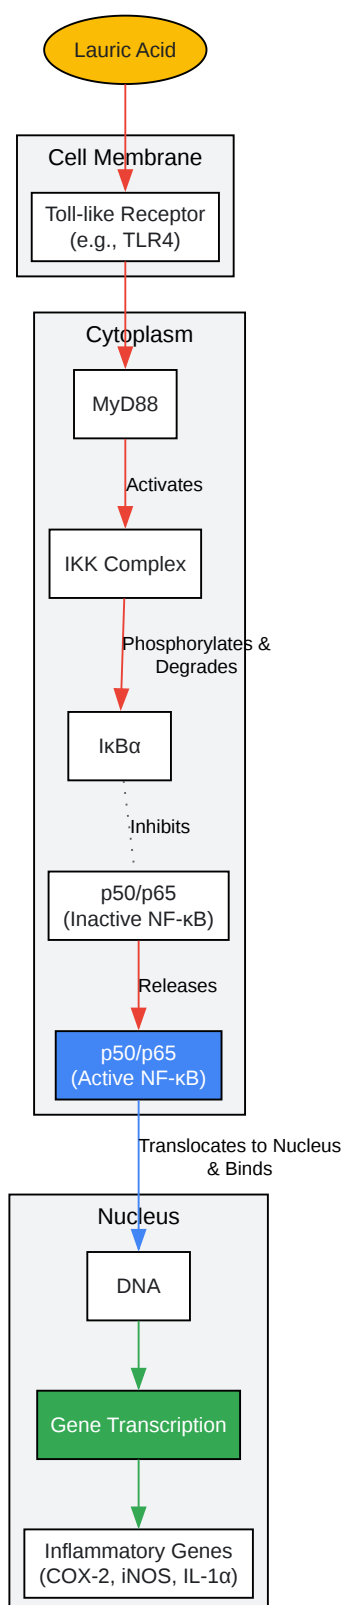 Lauric Acid
Cell Membrane
Toll-like Receptor
(e.g., TLR4)
Cytoplasm
MyD88
Activates
IKK Complex
Phosphorylates &
Degrades
IκBα
Inhibits
p50/p65
(Inactive NF-κB)
Releases
p50/p65
(Active NF-κB)
Translocates to Nucleus
& Binds
Nucleus
DNA
Gene Transcription
Inflammatory Genes
(COX-2, iNOS, IL-1α)